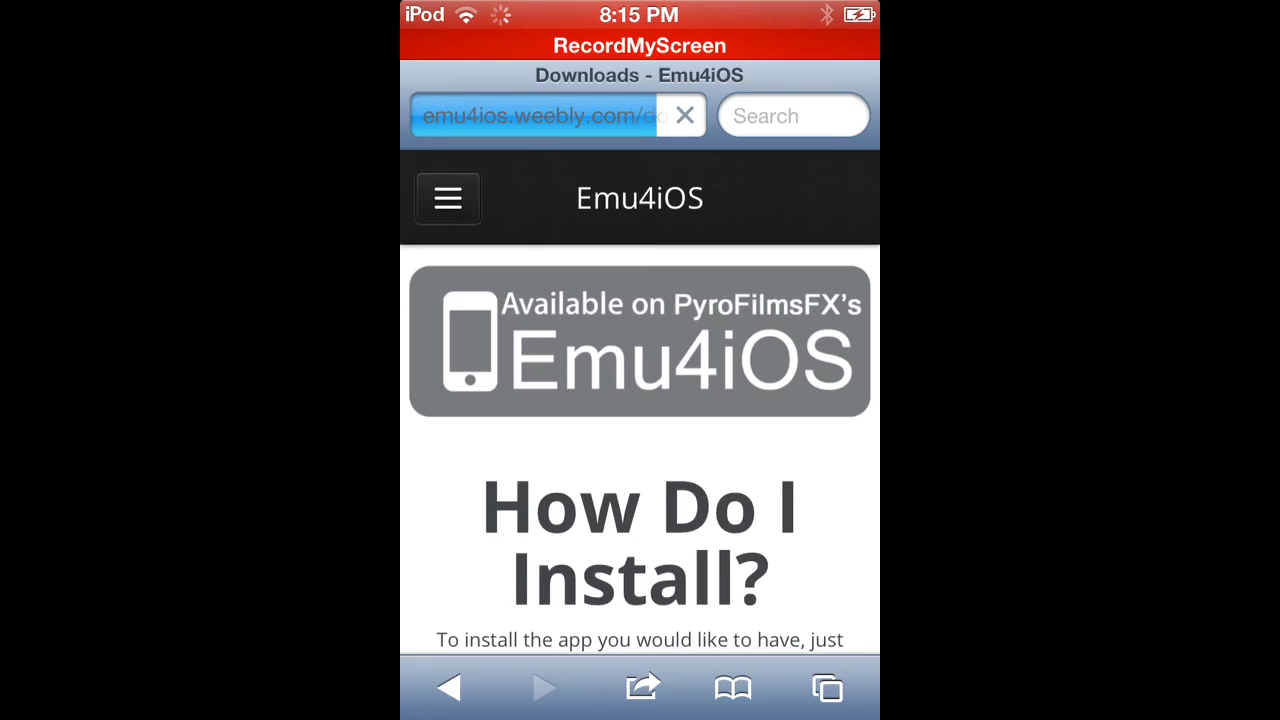 iPod 8:15 PM
RecordMyScreen
Downloads - Emu4iOS
emu4ios.weebly.com/do Search
Emu4iOS
Available on PyroFilmsFX's
Emu4iOS
How Do I
Install?
To install the app you would like to have, just